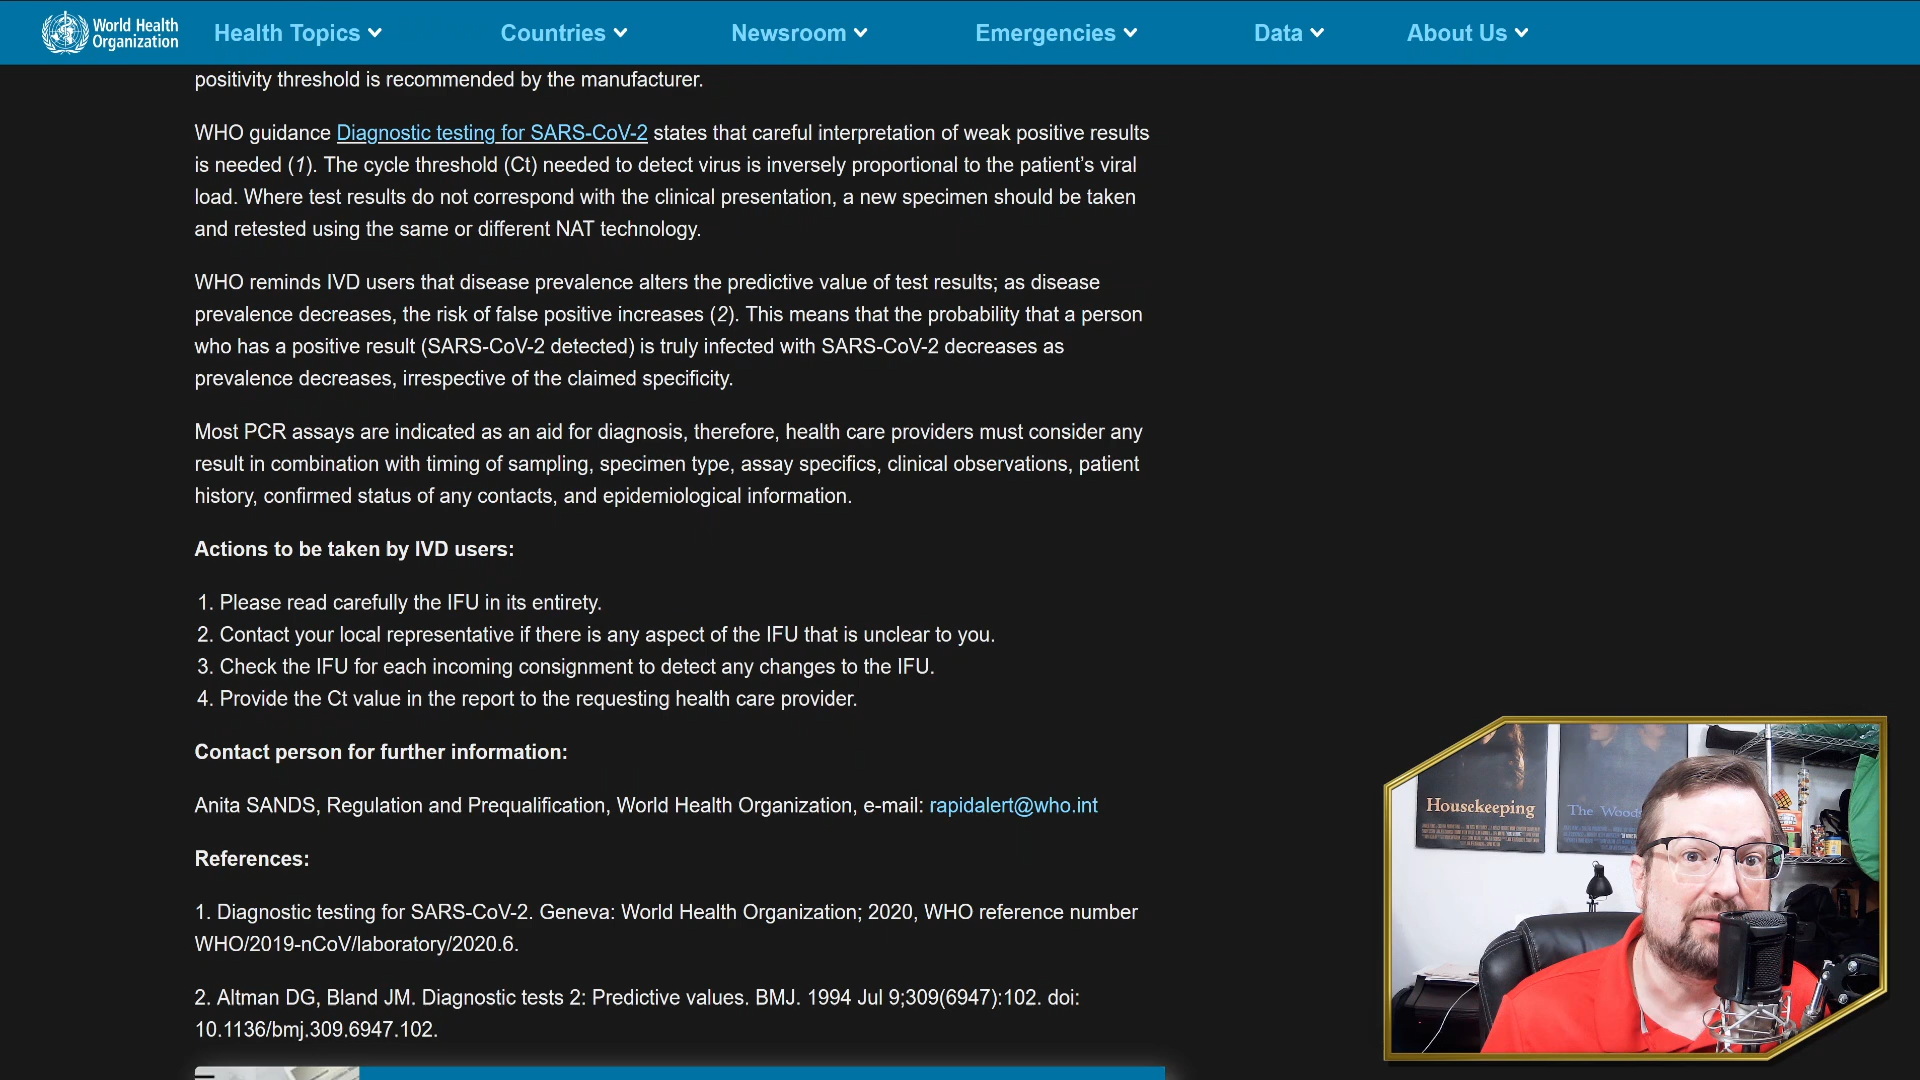 World Health
Organization
Health Topics
Countries
Newsroom
Emergencies
Data
About Us
positivity threshold is recommended by the manufacturer.
WHO guidance Diagnostic testing for SARS-CoV-2 states that careful interpretation of weak positive results
is needed (1). The cycle threshold (Ct) needed to detect virus is inversely proportional to the patient’s viral
load. Where test results do not correspond with the clinical presentation, a new specimen should be taken
and retested using the same or different NAT technology.
WHO reminds IVD users that disease prevalence alters the predictive value of test results; as disease
prevalence decreases, the risk of false positive increases (2). This means that the probability that a person
who has a positive result (SARS-CoV-2 detected) is truly infected with SARS-CoV-2 decreases as
prevalence decreases, irrespective of the claimed specificity.
Most PCR assays are indicated as an aid for diagnosis, therefore, health care providers must consider any
result in combination with timing of sampling, specimen type, assay specifics, clinical observations, patient
history, confirmed status of any contacts, and epidemiological information.
Actions to be taken by IVD users:
1. Please read carefully the IFU in its entirety.
2. Contact your local representative if there is any aspect of the IFU that is unclear to you.
3. Check the IFU for each incoming consignment to detect any changes to the IFU.
4. Provide the Ct value in the report to the requesting health care provider.
Contact person for further information:
Anita SANDS, Regulation and Prequalification, World Health Organization, e-mail: rapidalert@who.int
References:
1. Diagnostic testing for SARS-CoV-2. Geneva: World Health Organization; 2020, WHO reference number
WHO/2019-nCoV/laboratory/2020.6.
2. Altman DG, Bland JM. Diagnostic tests 2: Predictive values. BMJ. 1994 Jul 9;309(6947):102. doi:
10.1136/bmj.309.6947.102.
Housekeeping
The Woods